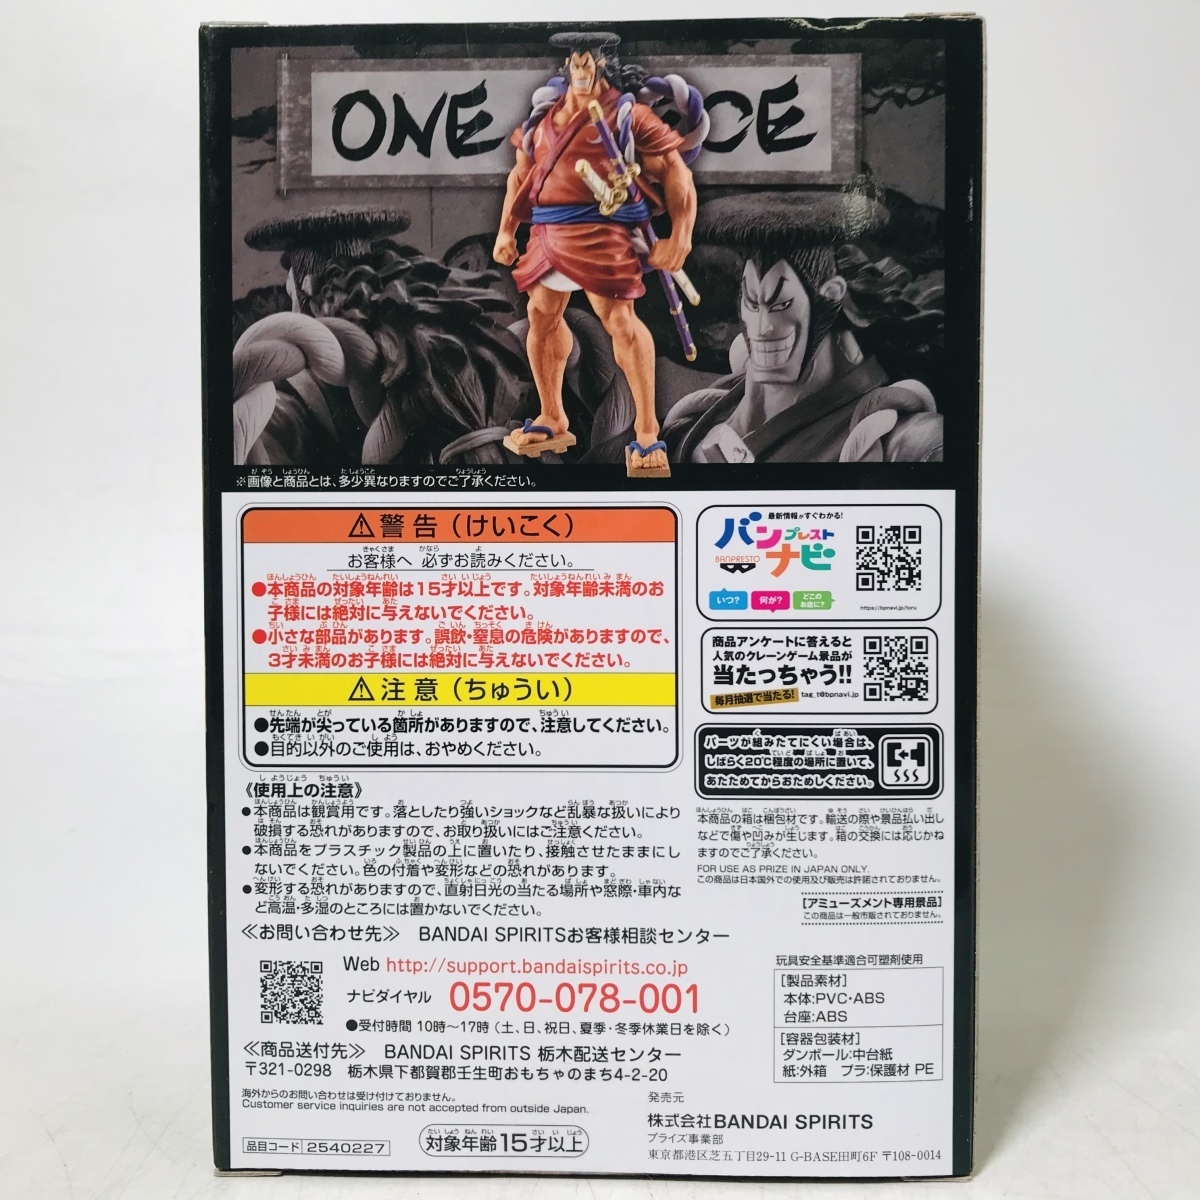 ONE PIECE
※画像と商品とは、多少異なりますのでご了承ください。
⚠警告（けいこく）
お客様へ 必ずお読みください。
●本商品の対象年齢は15才以上です。対象年齢未満のお
子様には絶対に与えないでください。
●小さな部品があります。誤飲・窒息の危険がありますので、
3才未満のお子様には絶対に与えないでください。
⚠注意（ちゅうい）
●先端が尖っている箇所がありますので、注意してください。
●目的以外のご使用は、おやめください。
《使用上の注意》
●本商品は観賞用です。落としたり強いショックなど乱暴な扱いにより
破損する恐れがありますので、お取り扱いにはご注意ください。
●本商品をプラスチック製品の上に置いたり、接触させたままにし
ないでください。色の付着や変形などの恐れがあります。
●変形する恐れがありますので、直射日光の当たる場所や窓際・車内な
ど高温・多湿のところには置かないでください。
≪お問い合わせ先≫ BANDAI SPIRITSお客様相談センター
Web http://support.bandaispirits.co.jp
ナビダイヤル 0570-078-001
●受付時間 10時～17時（土、日、祝日、夏季・冬季休業日を除く）
≪商品送付先≫ BANDAI SPIRITS 栃木配送センター
〒321-0298 栃木県下都賀郡壬生町おもちゃのまち4-2-20
海外からのお問い合わせは受け付けておりません。
Customer service inquiries are not accepted from outside Japan.
品目コード 2540227
対象年齢15才以上
最新情報がすぐわかる！
バンプレストナビ
BANPRESTO
いつ？ 何が？ どこのお店に？
https://bpnavi.jp/toru
商品アンケートに答えると
人気のクレーンゲーム景品が
当たっちゃう!!
毎月抽選で当たる！ tag_t@bpnavi.jp
パーツが組みたてにくい場合は、
しばらく20℃程度の場所に置いて、
あたためてからおためしください。
本商品の箱は梱包材です。輸送の際や景品払い出し
などで傷や凹みが生じます。箱の交換には応じかね
ますのでご了承ください。
FOR USE AS PRIZE IN JAPAN ONLY.
この商品は日本国外での使用及び販売は許諾されておりません。
[アミューズメント専用景品]
この商品は一般市販されておりません。
玩具安全基準適合可塑剤使用
[製品素材]
本体:PVC・ABS
台座:ABS
[容器包装材]
ダンボール:中台紙
紙:外箱 プラ:保護材 PE
発売元
株式会社BANDAI SPIRITS
プライズ事業部
東京都港区芝五丁目29-11 G-BASE田町6F 〒108-0014